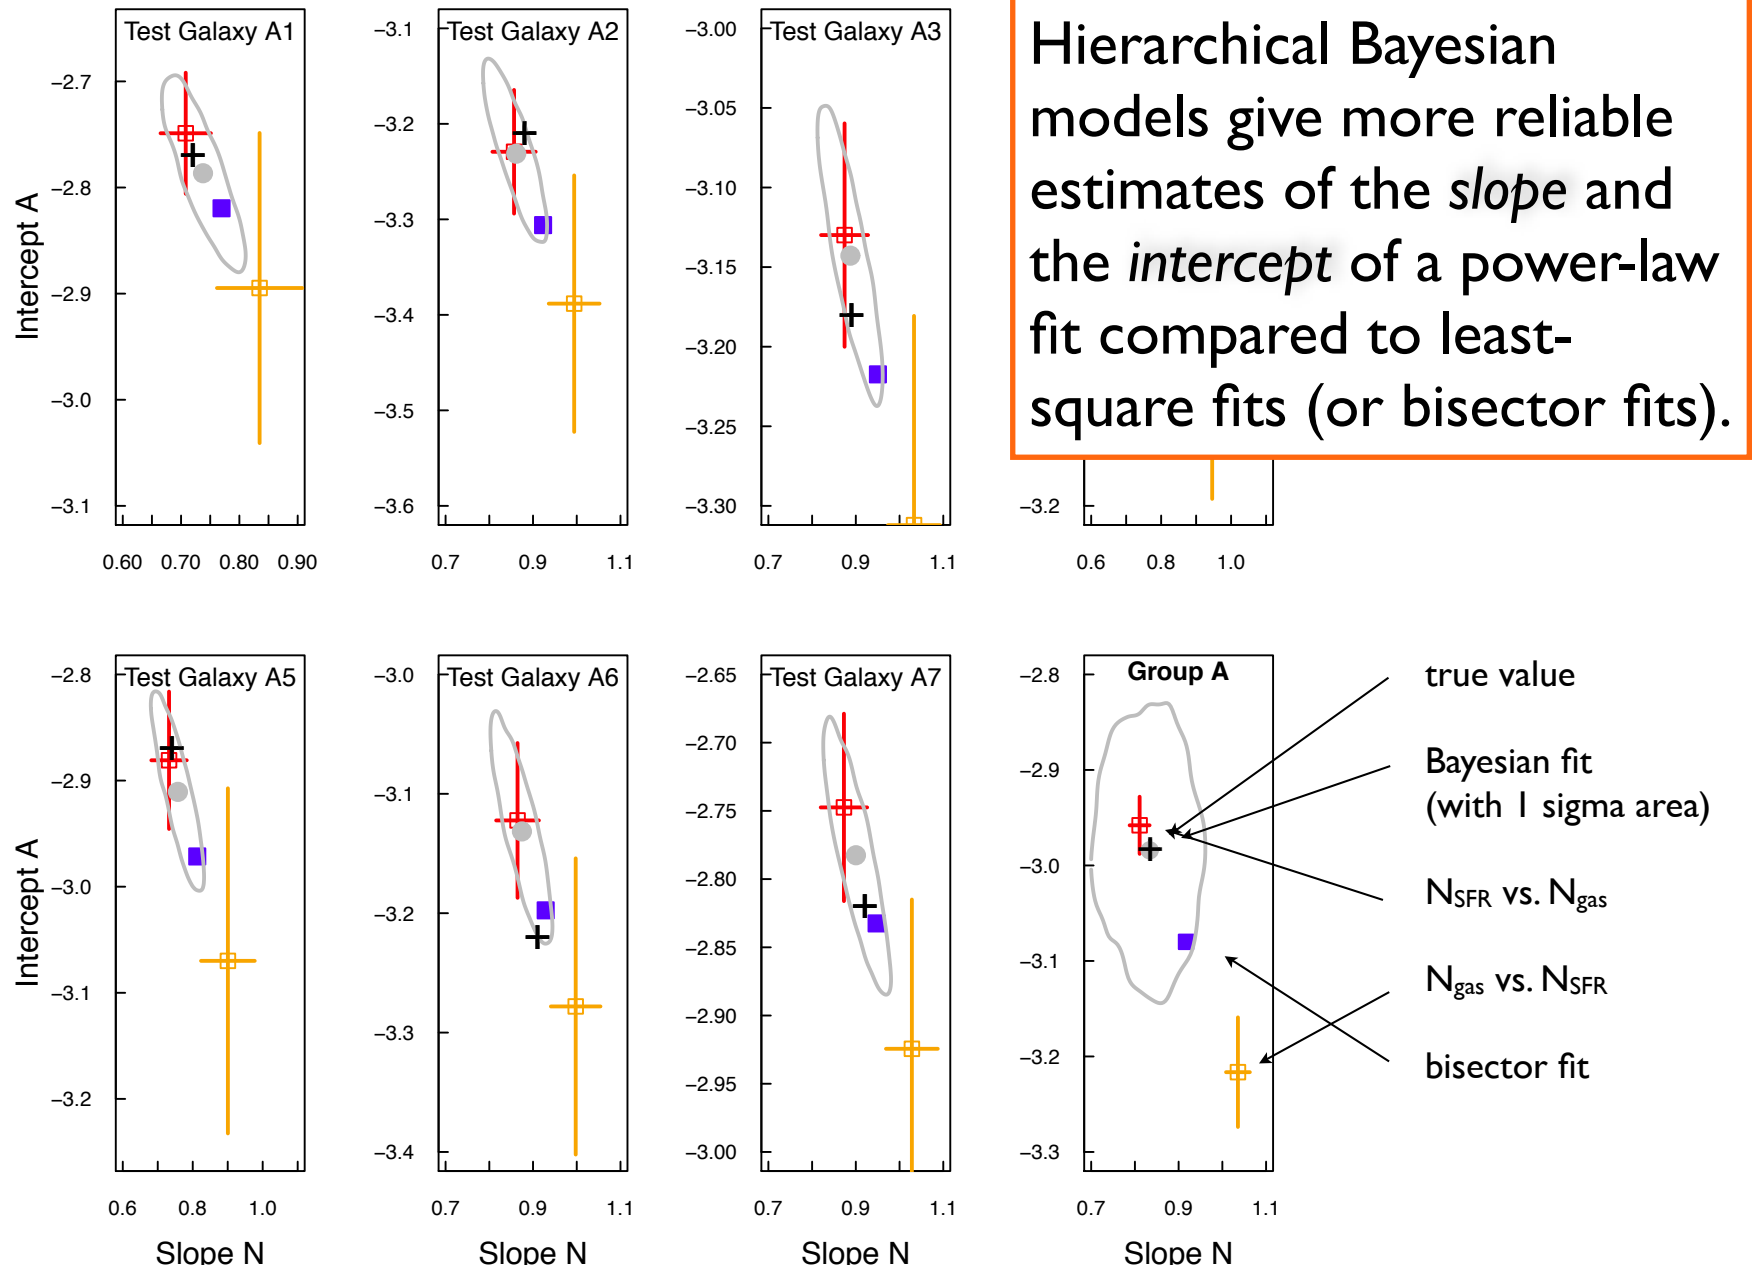 Test Galaxy A1
−2.7
−2.8
−2.9
−3.0
−3.1
Intercept A
0.60 0.70 0.80 0.90
Test Galaxy A2
−3.1
−3.2
−3.3
−3.4
−3.5
−3.6
0.7 0.9 1.1
Test Galaxy A3
−3.00
−3.05
−3.10
−3.15
−3.20
−3.25
−3.30
0.7 0.9 1.1
Hierarchical Bayesian
models give more reliable
estimates of the slope and
the intercept of a power-law
fit compared to least-
square fits (or bisector fits).
−3.2
0.6 0.8 1.0
Test Galaxy A5
−2.8
−2.9
−3.0
−3.1
−3.2
Intercept A
0.6 0.8 1.0
Slope N
Test Galaxy A6
−3.0
−3.1
−3.2
−3.3
−3.4
0.7 0.9 1.1
Slope N
Test Galaxy A7
−2.65
−2.70
−2.75
−2.80
−2.85
−2.90
−2.95
−3.00
0.7 0.9 1.1
Slope N
Group A
−2.8
−2.9
−3.0
−3.1
−3.2
−3.3
0.7 0.9 1.1
Slope N
true value
Bayesian fit
(with 1 sigma area)
NSFR vs. Ngas
Ngas vs. NSFR
bisector fit